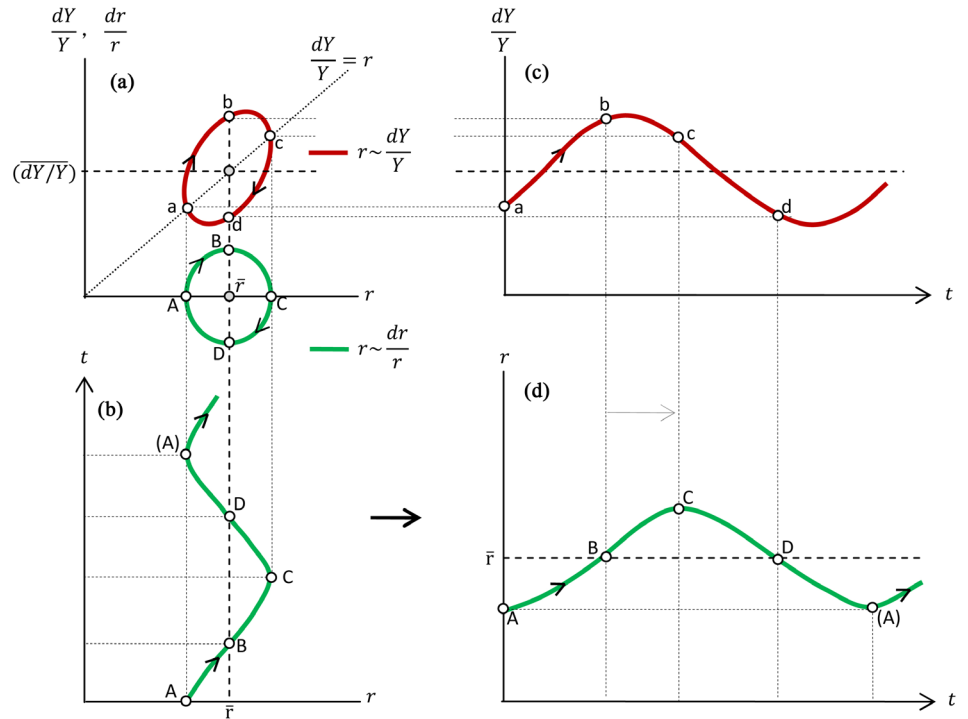 dY/Y , dr/r
(a)
dY/Y = r
b
c
a
d
(dY/Y)‾
r ~ dY/Y
B
r̄
A
C
r
D
r ~ dr/r
dY/Y
(c)
b
c
a
d
t
t
(b)
(A)
D
C
B
A
r̄
r
r
(d)
C
B
D
r̄
A
(A)
t